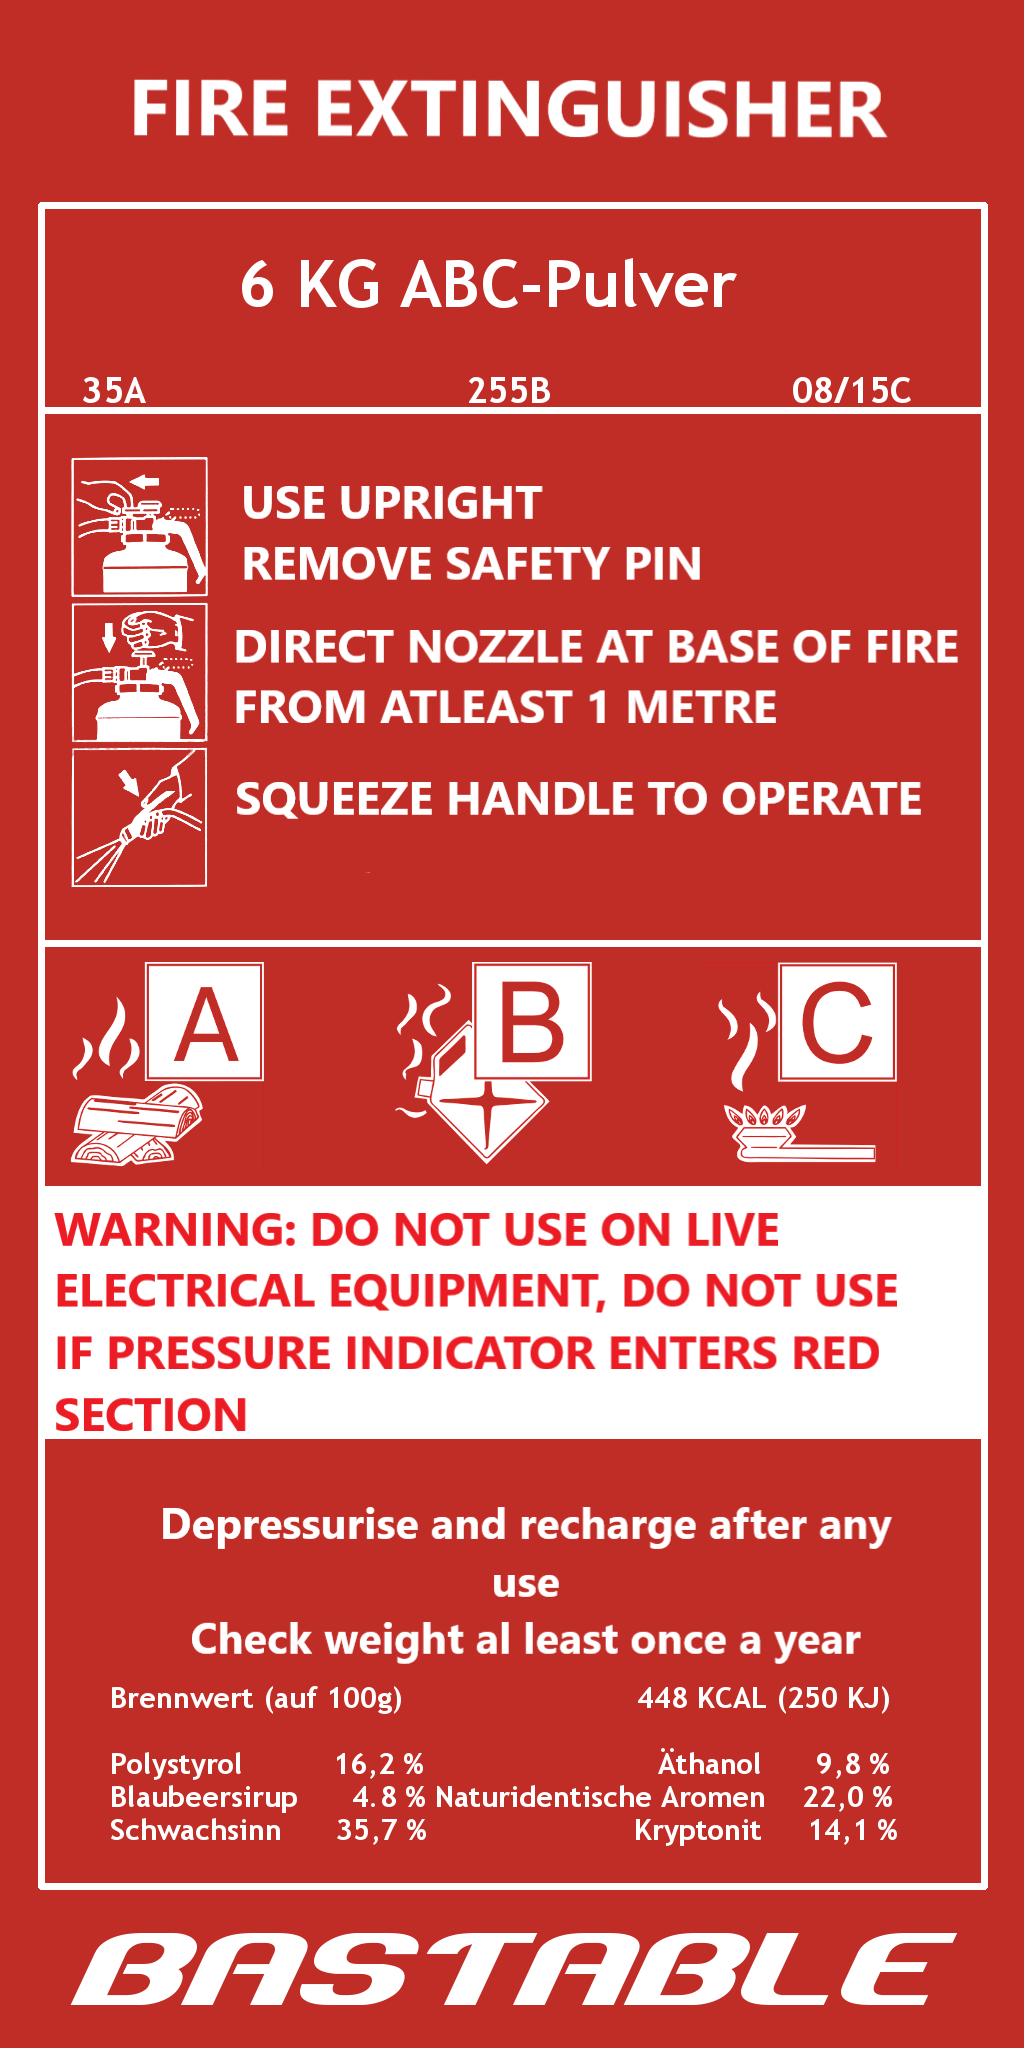 FIRE EXTINGUISHER
6 KG ABC-Pulver
35A 255B 08/15C
USE UPRIGHT
REMOVE SAFETY PIN
DIRECT NOZZLE AT BASE OF FIRE
FROM ATLEAST 1 METRE
SQUEEZE HANDLE TO OPERATE
A B C
WARNING: DO NOT USE ON LIVE
ELECTRICAL EQUIPMENT, DO NOT USE
IF PRESSURE INDICATOR ENTERS RED
SECTION
Depressurise and recharge after any
use
Check weight al least once a year
Brennwert (auf 100g) 448 KCAL (250 KJ)
Polystyrol 16,2 % Äthanol 9,8 %
Blaubeersirup 4.8 % Naturidentische Aromen 22,0 %
Schwachsinn 35,7 % Kryptonit 14,1 %
BASTABLE